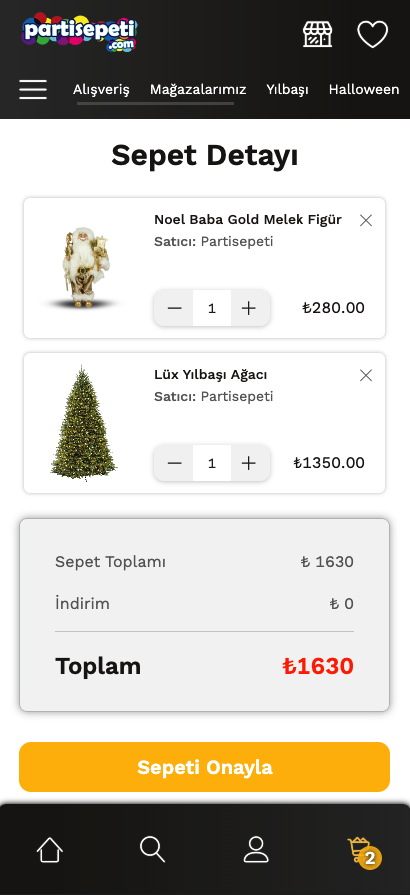 partisepeti
.com
Alışveriş Mağazalarımız Yılbaşı Halloween
Sepet Detayı
Noel Baba Gold Melek Figür
Satıcı: Partisepeti
1
₺280.00
Lüx Yılbaşı Ağacı
Satıcı: Partisepeti
1
₺1350.00
Sepet Toplamı ₺ 1630
İndirim ₺ 0
Toplam ₺1630
Sepeti Onayla
2